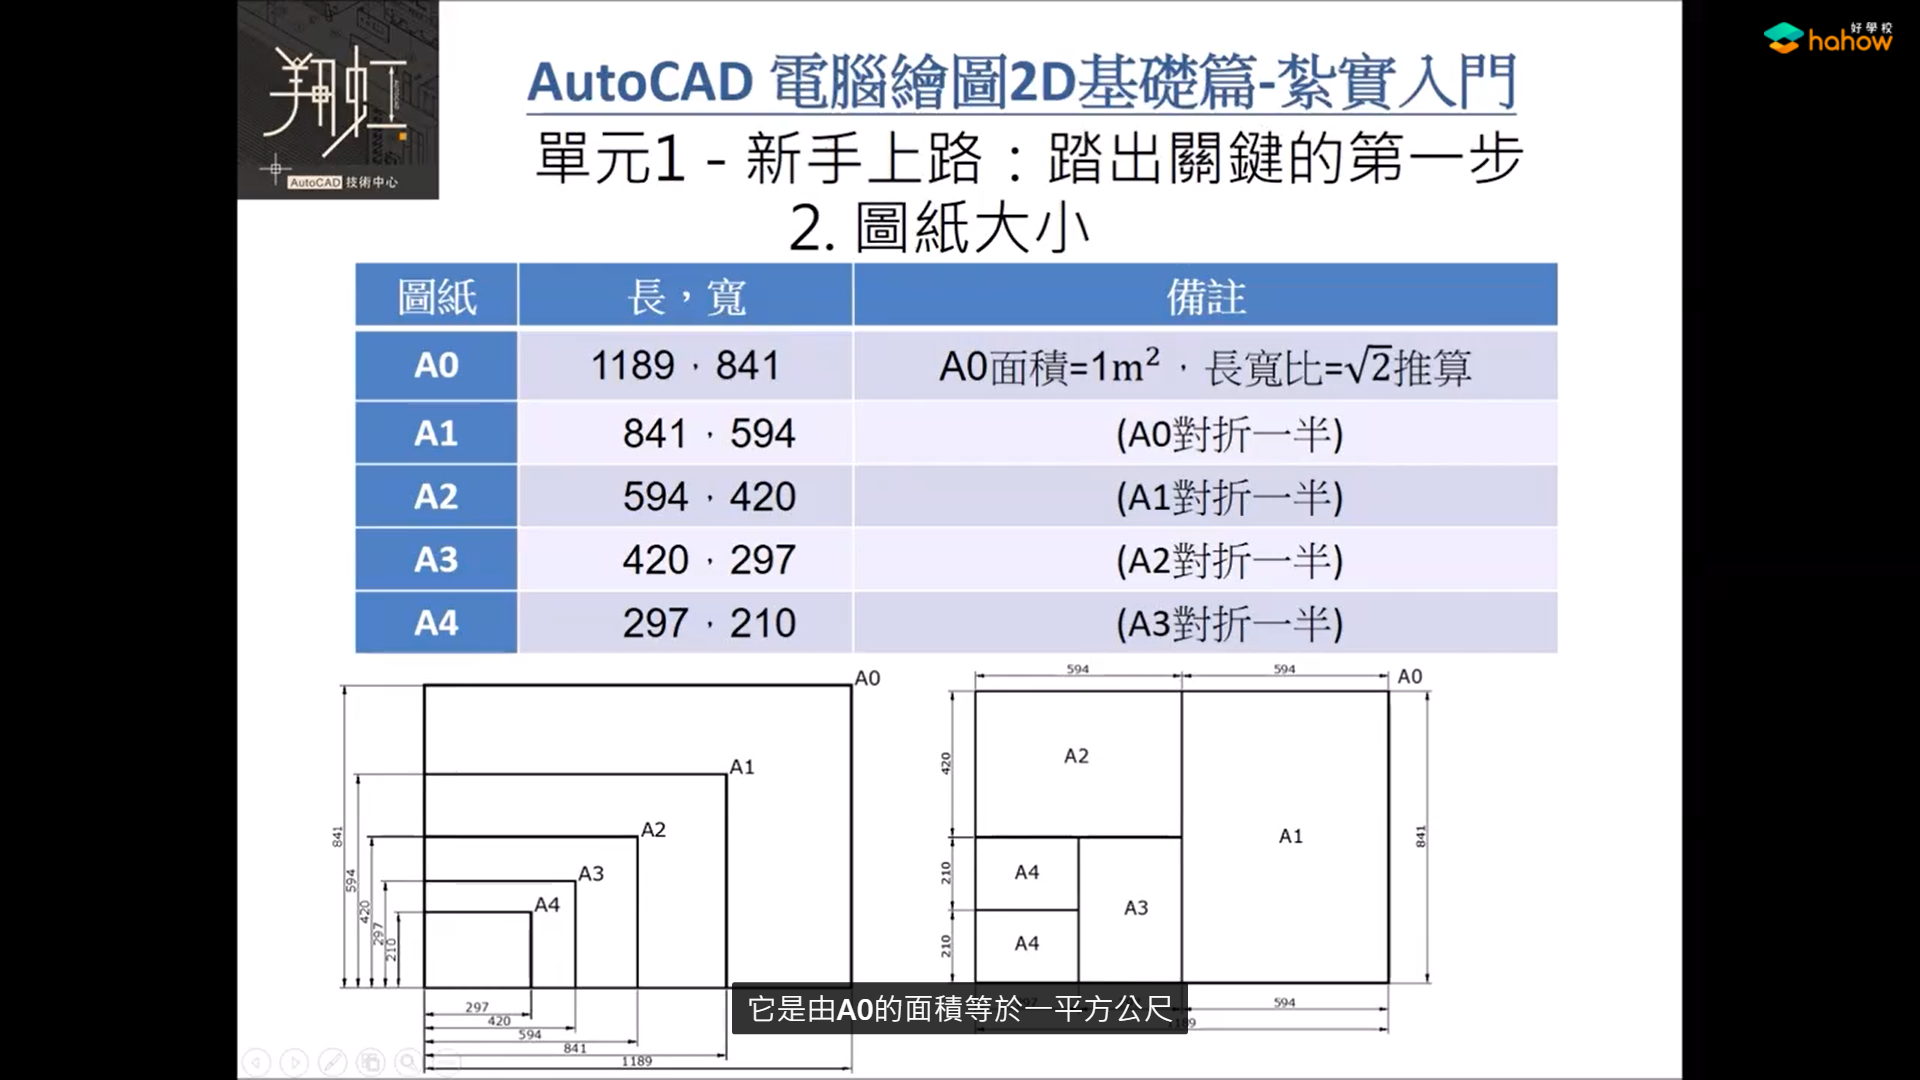 好學校
hahow
翔虹
AUTOCAD
AutoCAD 技術中心
AutoCAD 電腦繪圖2D基礎篇-紮實入門
單元1 - 新手上路：踏出關鍵的第一步
2. 圖紙大小
圖紙 長，寬 備註
A0 1189，841 A0面積=1m²，長寬比=√2推算
A1 841，594 (A0對折一半)
A2 594，420 (A1對折一半)
A3 420，297 (A2對折一半)
A4 297，210 (A3對折一半)
A0
A1
A2
A3
A4
841
594
420
297
210
297
420
594
841
1189
594 594 A0
420
A2
A1
841
210
A4
A3
210
A4
594
1189
它是由A0的面積等於一平方公尺